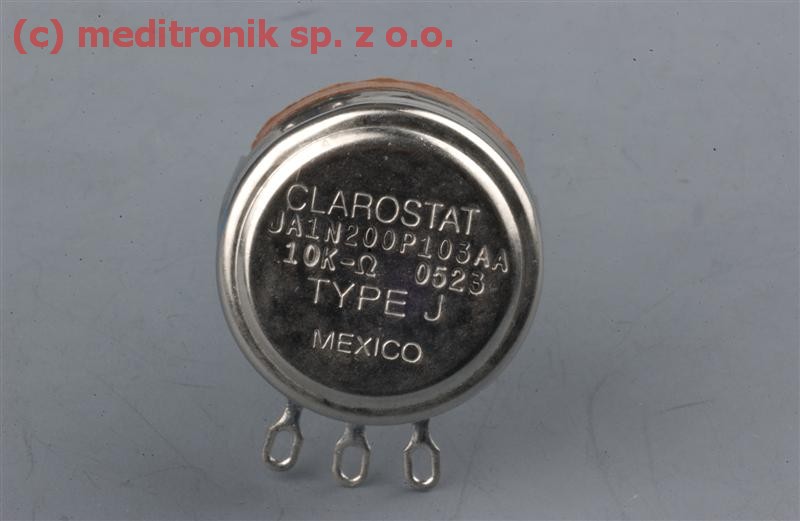 (c) meditronik sp. z o.o.
CLAROSTAT
JA1N200P103AA
10K-Ω 0523
TYPE J
MEXICO